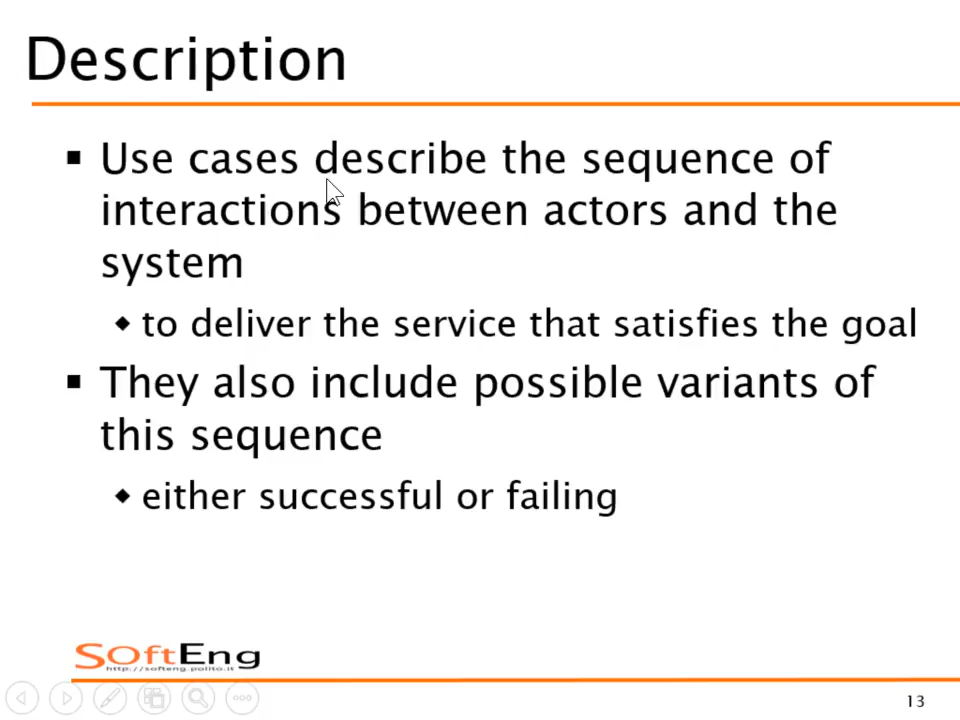 Description
▪ Use cases describe the sequence of
interactions between actors and the
system
◆ to deliver the service that satisfies the goal
▪ They also include possible variants of
this sequence
◆ either successful or failing
SoftEng
http://softeng.polito.it
13